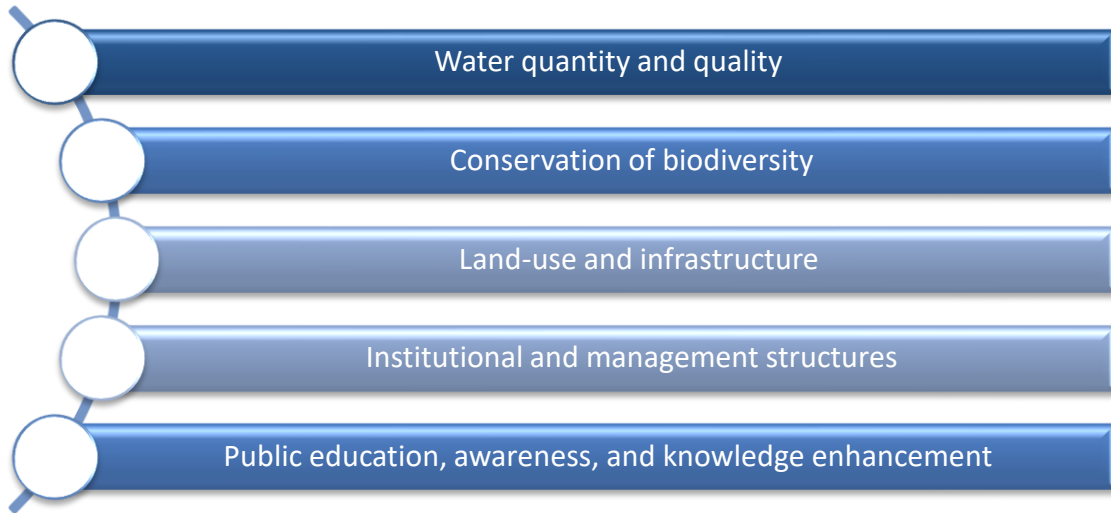 Water quantity and quality
Conservation of biodiversity
Land-use and infrastructure
Institutional and management structures
Public education, awareness, and knowledge enhancement